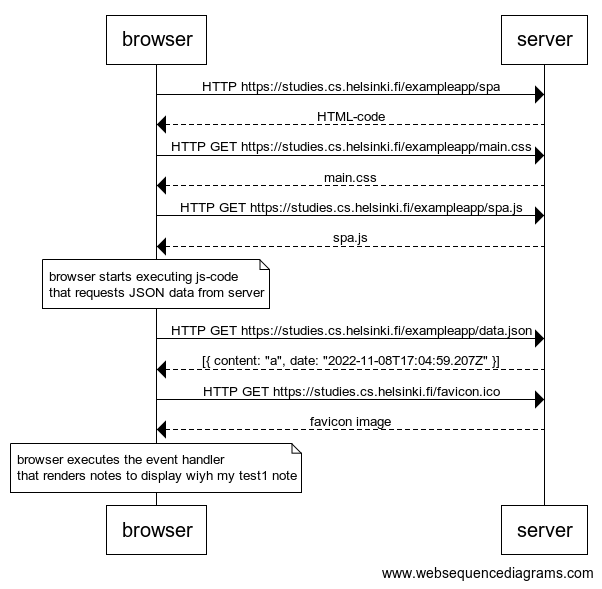 browser
server
HTTP https://studies.cs.helsinki.fi/exampleapp/spa
HTML-code
HTTP GET https://studies.cs.helsinki.fi/exampleapp/main.css
main.css
HTTP GET https://studies.cs.helsinki.fi/exampleapp/spa.js
spa.js
browser starts executing js-code
that requests JSON data from server
HTTP GET https://studies.cs.helsinki.fi/exampleapp/data.json
[{ content: "a", date: "2022-11-08T17:04:59.207Z" }]
HTTP GET https://studies.cs.helsinki.fi/favicon.ico
favicon image
browser executes the event handler
that renders notes to display wiyh my test1 note
browser
server
www.websequencediagrams.com